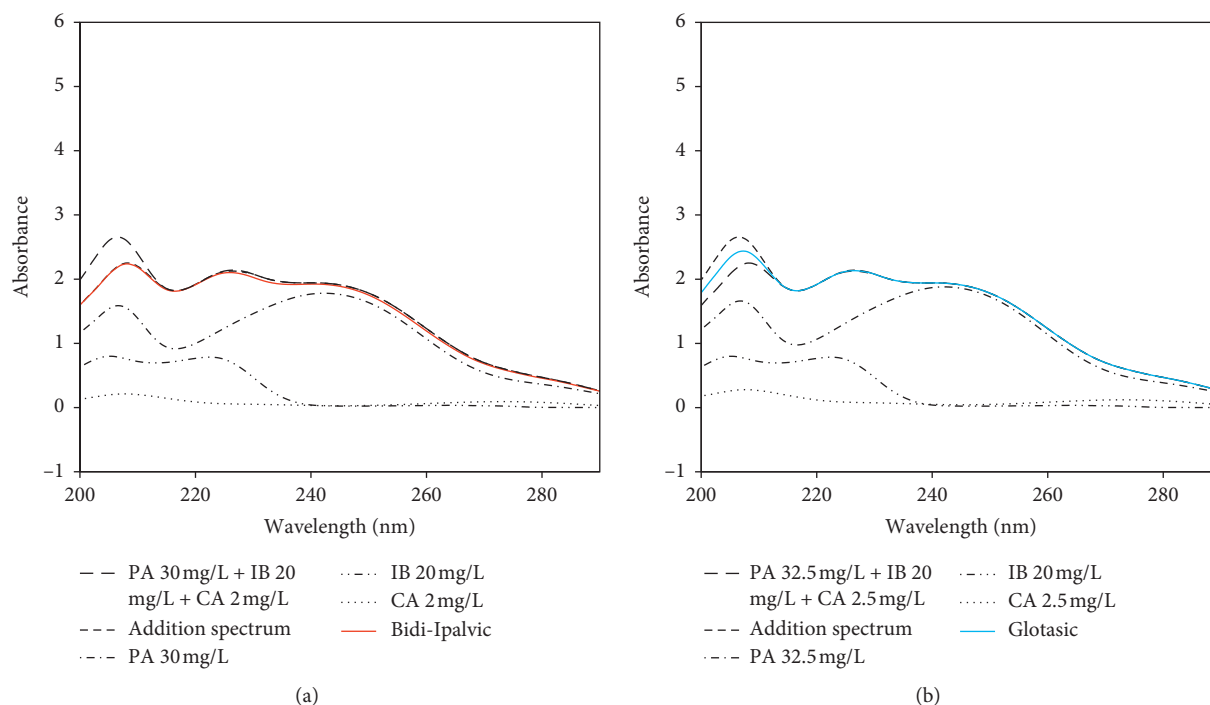 6
5
4
3
2
1
0
–1
Absorbance
200 220 240 260 280
Wavelength (nm)
PA 30 mg/L + IB 20
mg/L + CA 2 mg/L
Addition spectrum
PA 30 mg/L
IB 20 mg/L
CA 2 mg/L
Bidi-Ipalvic
(a)
6
5
4
3
2
1
0
–1
Absorbance
200 220 240 260 280
Wavelength (nm)
PA 32.5 mg/L + IB 20
mg/L + CA 2.5 mg/L
Addition spectrum
PA 32.5 mg/L
IB 20 mg/L
CA 2.5 mg/L
Glotasic
(b)